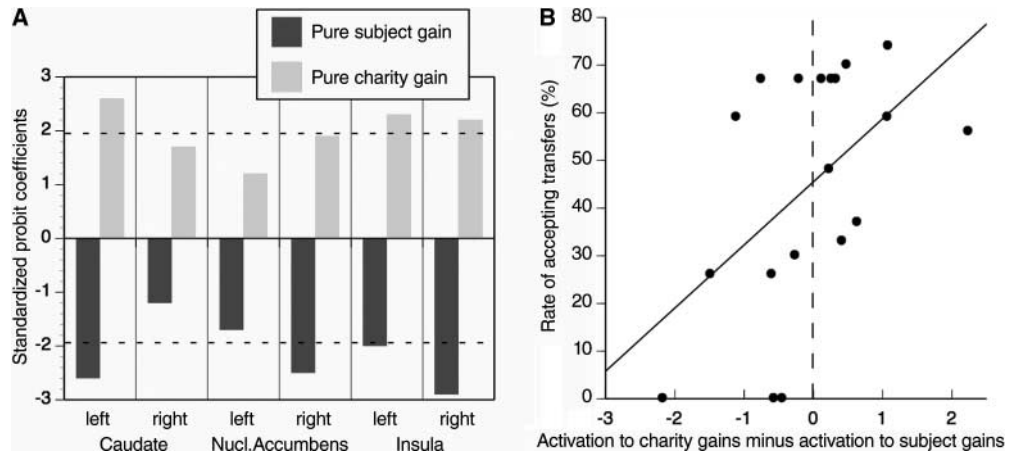 A
Pure subject gain
Pure charity gain
Standardized probit coefficients
3
2
1
0
-1
-2
-3
left right left right left right
Caudate Nucl.Accumbens Insula
B
Rate of accepting transfers (%)
80
70
60
50
40
30
20
10
0
-3 -2 -1 0 1 2
Activation to charity gains minus activation to subject gains